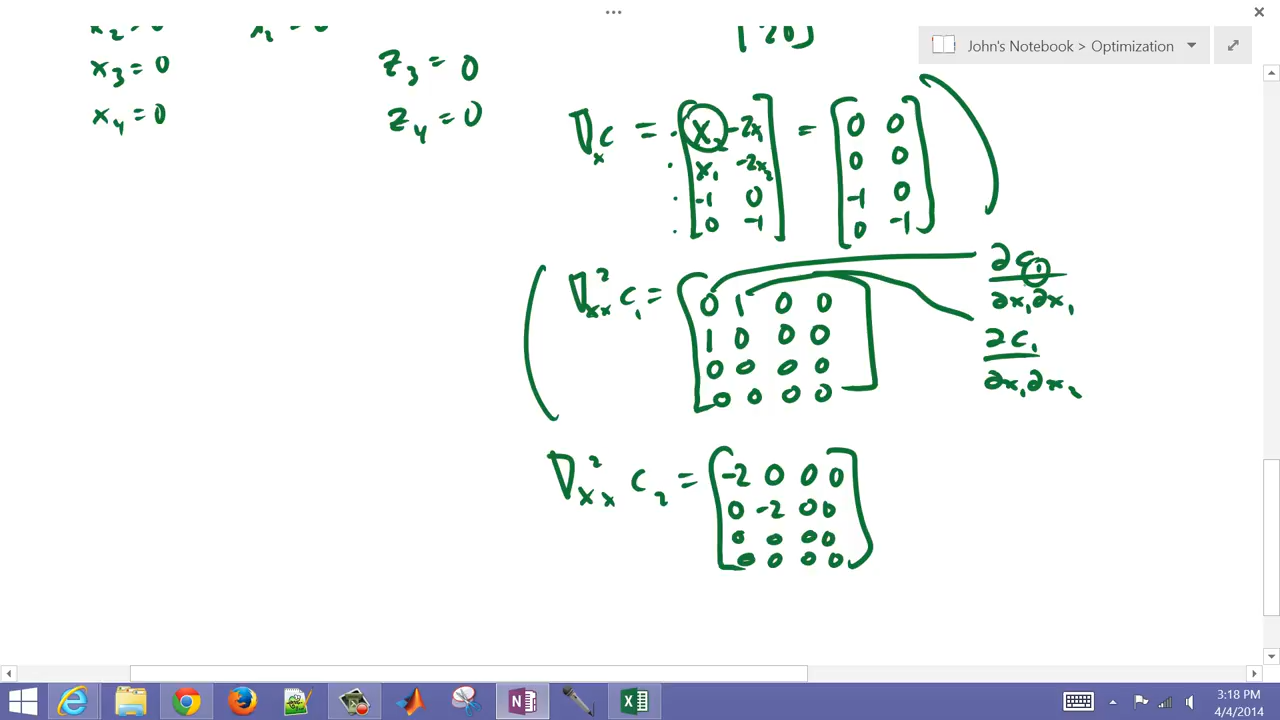 John's Notebook > Optimization
x₂ = 0
x₃ = 0 z₃ = 0
x₄ = 0 z₄ = 0
∇ₓc = [x₂ -2x₁ = [0 0
x₁ -2x₂ 0 0
-1 0 -1 0
0 -1] 0 -1]
∇²ₓₓ c₁ = [0 1 0 0
1 0 0 0
0 0 0 0
0 0 0 0]
∂c₁
∂x₁∂x₁
∂c₁
∂x₁∂x₂
∇²ₓₓ c₂ = [-2 0 0 0
0 -2 0 0
0 0 0 0
0 0 0 0]
3:18 PM
4/4/2014